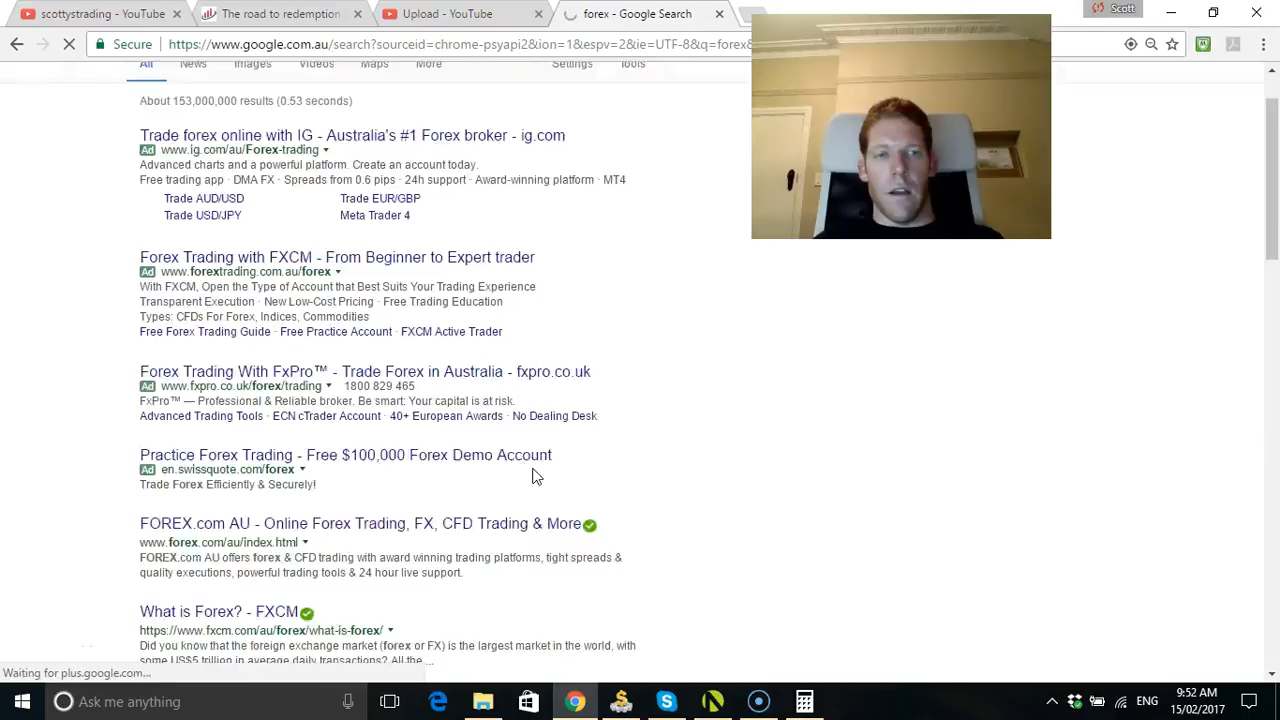 scottytrading - YouTube
The road to redemption
Upload - YouTube
forex - Google Search
Scott
Secure
https://www.google.com.au/search?sourceid=chrome-psyapi2&ion=1&espv=2&ie=UTF-8&q=forex&
All News Images Videos Maps More Settings Tools
About 153,000,000 results (0.53 seconds)
Trade forex online with IG - Australia's #1 Forex broker - ig.com
Ad www.ig.com/au/Forex-trading
Advanced charts and a powerful platform. Create an account today.
Free trading app · DMA FX · Spreads from 0.6 pips · 24h support · Award-winning platform · MT4
Trade AUD/USD Trade EUR/GBP
Trade USD/JPY Meta Trader 4
Forex Trading with FXCM - From Beginner to Expert trader
Ad www.forextrading.com.au/forex
With FXCM, Open the Type of Account that Best Suits Your Trading Experience
Transparent Execution · New Low-Cost Pricing · Free Trading Education
Types: CFDs For Forex, Indices, Commodities
Free Forex Trading Guide · Free Practice Account · FXCM Active Trader
Forex Trading With FxPro™ - Trade Forex in Australia - fxpro.co.uk
Ad www.fxpro.co.uk/forex/trading 1800 829 465
FxPro™ — Professional & Reliable broker. Be smart: Your capital is at risk.
Advanced Trading Tools · ECN cTrader Account · 40+ European Awards · No Dealing Desk
Practice Forex Trading - Free $100,000 Forex Demo Account
Ad en.swissquote.com/forex
Trade Forex Efficiently & Securely!
FOREX.com AU - Online Forex Trading, FX, CFD Trading & More
www.forex.com/au/index.html
FOREX.com AU offers forex & CFD trading with award winning trading platforms, tight spreads &
quality executions, powerful trading tools & 24 hour live support.
What is Forex? - FXCM
https://www.fxcm.com/au/forex/what-is-forex/
Did you know that the foreign exchange market (forex or FX) is the largest market in the world, with
some US$5 trillion in average daily transactions? All the ...
Waiting for plus.google.com...
Ask me anything
ENG
9:52 AM
15/02/2017